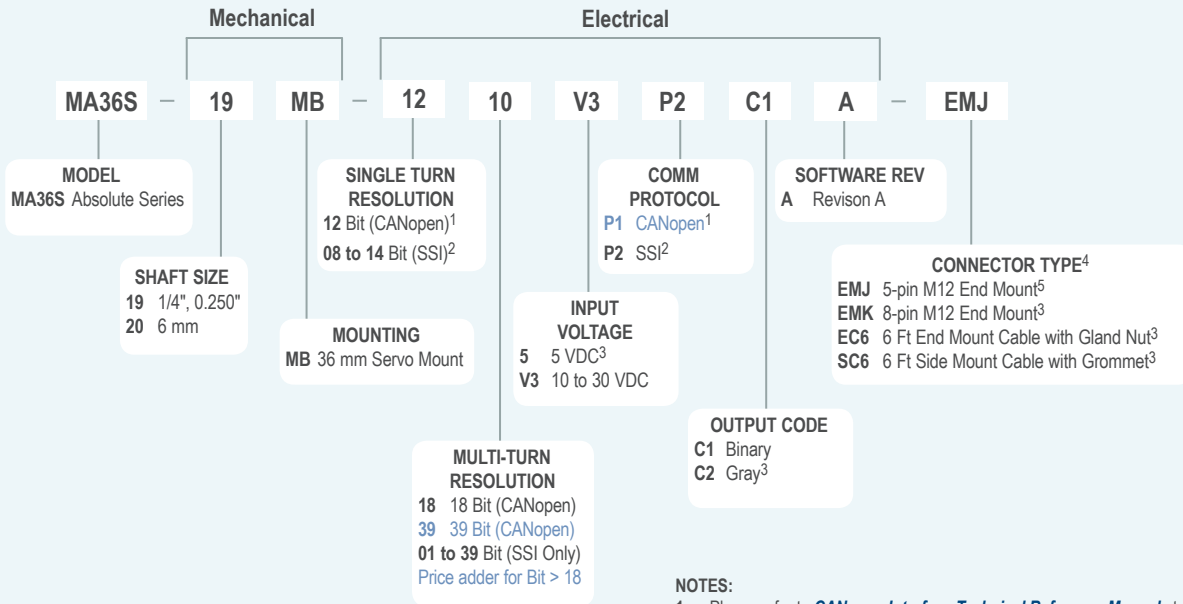 Mechanical
Electrical
MA36S – 19 MB – 12 10 V3 P2 C1 A – EMJ
MODEL
MA36S Absolute Series
SHAFT SIZE
19 1/4", 0.250"
20 6 mm
MOUNTING
MB 36 mm Servo Mount
SINGLE TURN
RESOLUTION
12 Bit (CANopen)1
08 to 14 Bit (SSI)2
MULTI-TURN
RESOLUTION
18 18 Bit (CANopen)
39 39 Bit (CANopen)
01 to 39 Bit (SSI Only)
Price adder for Bit > 18
INPUT
VOLTAGE
5 5 VDC3
V3 10 to 30 VDC
COMM
PROTOCOL
P1 CANopen1
P2 SSI2
OUTPUT CODE
C1 Binary
C2 Gray3
SOFTWARE REV
A Revison A
CONNECTOR TYPE4
EMJ 5-pin M12 End Mount5
EMK 8-pin M12 End Mount3
EC6 6 Ft End Mount Cable with Gland Nut3
SC6 6 Ft Side Mount Cable with Grommet3
NOTES: